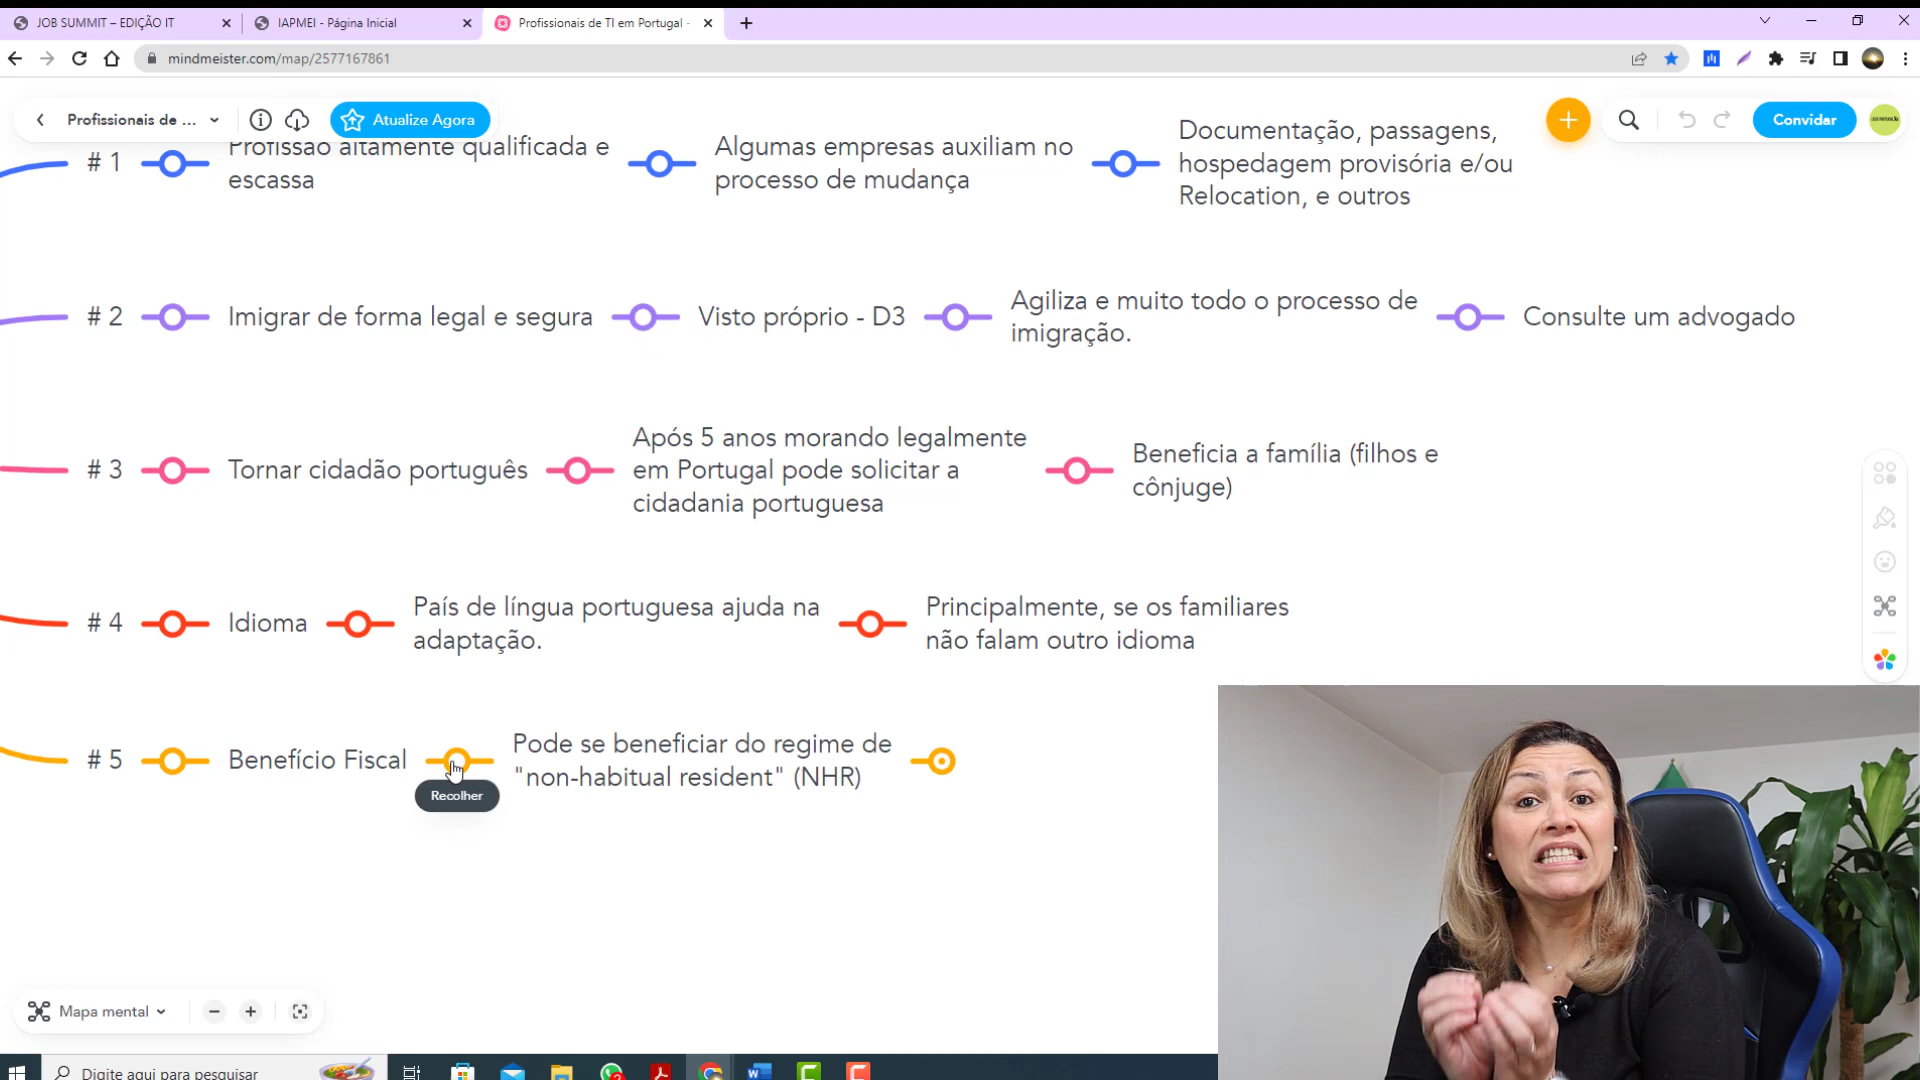 JOB SUMMIT – EDIÇÃO IT
IAPMEI - Página Inicial
Profissionais de TI em Portugal -
mindmeister.com/map/2577167861
Profissionais de ...
Atualize Agora
Convidar
# 1
Profissão altamente qualificada e
escassa
Algumas empresas auxiliam no
processo de mudança
Documentação, passagens,
hospedagem provisória e/ou
Relocation, e outros
# 2
Imigrar de forma legal e segura
Visto próprio - D3
Agiliza e muito todo o processo de
imigração.
Consulte um advogado
# 3
Tornar cidadão português
Após 5 anos morando legalmente
em Portugal pode solicitar a
cidadania portuguesa
Beneficia a família (filhos e
cônjuge)
# 4
Idioma
País de língua portuguesa ajuda na
adaptação.
Principalmente, se os familiares
não falam outro idioma
# 5
Benefício Fiscal
Pode se beneficiar do regime de
"non-habitual resident" (NHR)
Recolher
Mapa mental
Digite aqui para pesquisar